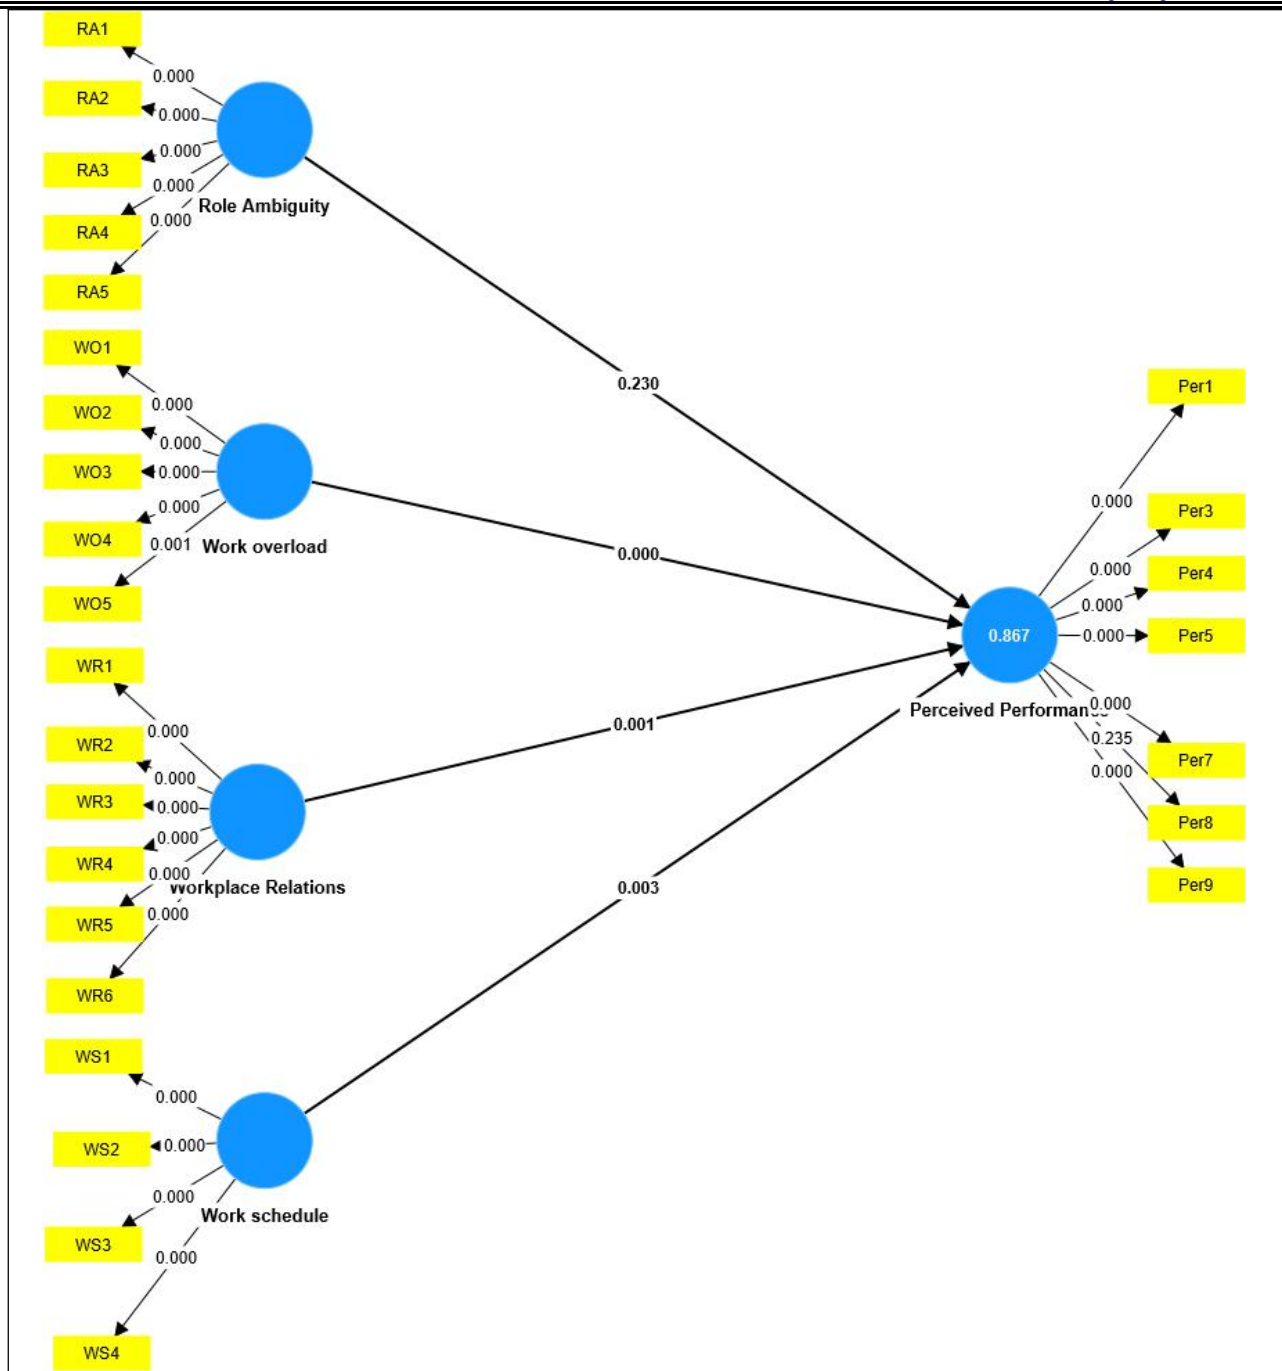 RA1
0.000
RA2
0.000
0.000
RA3
0.000
Role Ambiguity
0.000
RA4
RA5
WO1
0.000
WO2
0.000
WO3
0.000
0.000
WO4
0.001
Work overload
WO5
WR1
0.000
WR2
0.000
WR3
0.000
0.000
WR4
0.000
Workplace Relations
0.000
WR5
WR6
WS1
0.000
WS2
0.000
0.000
Work schedule
WS3
0.000
WS4
0.230
0.000
0.001
0.003
0.867
Perceived Performance
Per1
0.000
Per3
0.000
Per4
0.000
Per5
0.000
0.000
0.235
Per7
0.000
Per8
Per9